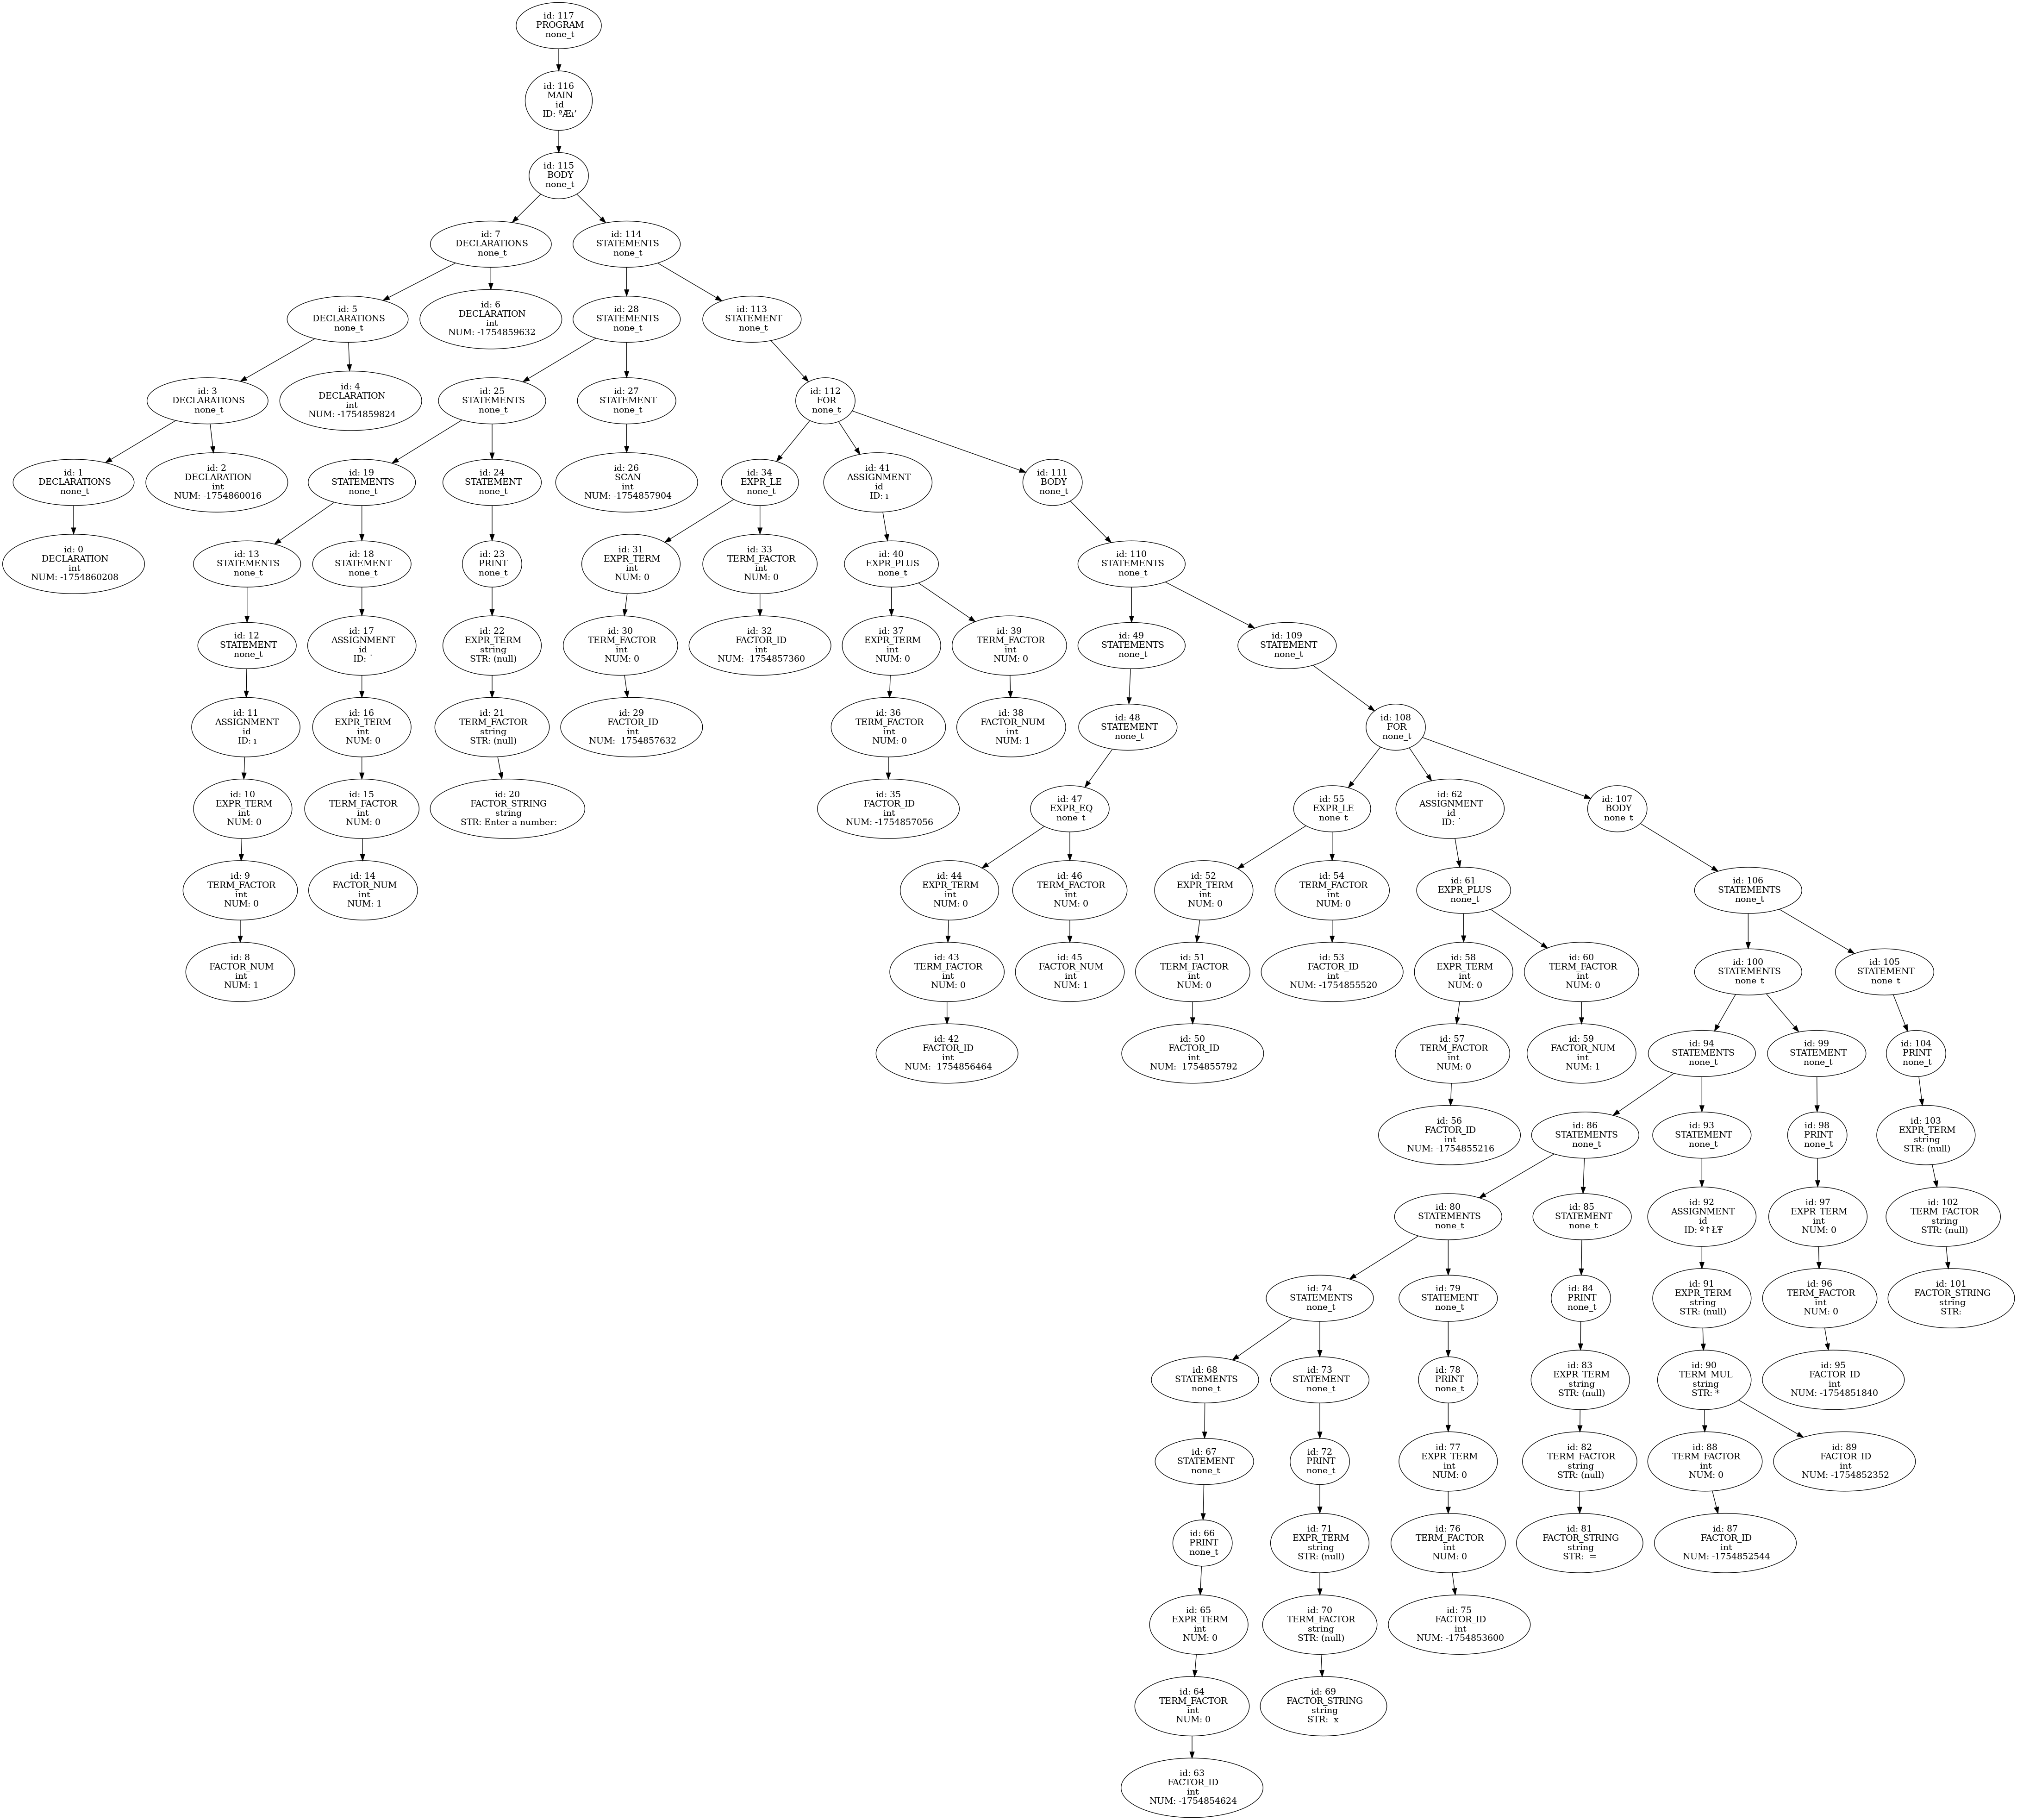 id: 117
PROGRAM
none_t
id: 116
MAIN
id
ID: ºÆı'
id: 115
BODY
none_t
id: 7
DECLARATIONS
none_t
id: 114
STATEMENTS
none_t
id: 5
DECLARATIONS
none_t
id: 6
DECLARATION
int
NUM: -1754859632
id: 28
STATEMENTS
none_t
id: 113
STATEMENT
none_t
id: 3
DECLARATIONS
none_t
id: 4
DECLARATION
int
NUM: -1754859824
id: 25
STATEMENTS
none_t
id: 27
STATEMENT
none_t
id: 112
FOR
none_t
id: 1
DECLARATIONS
none_t
id: 2
DECLARATION
int
NUM: -1754860016
id: 19
STATEMENTS
none_t
id: 24
STATEMENT
none_t
id: 26
SCAN
int
NUM: -1754857904
id: 34
EXPR_LE
none_t
id: 41
ASSIGNMENT
id
ID: ı
id: 111
BODY
none_t
id: 0
DECLARATION
int
NUM: -1754860208
id: 13
STATEMENTS
none_t
id: 18
STATEMENT
none_t
id: 23
PRINT
none_t
id: 31
EXPR_TERM
int
NUM: 0
id: 33
TERM_FACTOR
int
NUM: 0
id: 40
EXPR_PLUS
none_t
id: 110
STATEMENTS
none_t
id: 12
STATEMENT
none_t
id: 17
ASSIGNMENT
id
ID: ˙
id: 22
EXPR_TERM
string
STR: (null)
id: 30
TERM_FACTOR
int
NUM: 0
id: 32
FACTOR_ID
int
NUM: -1754857360
id: 37
EXPR_TERM
int
NUM: 0
id: 39
TERM_FACTOR
int
NUM: 0
id: 49
STATEMENTS
none_t
id: 109
STATEMENT
none_t
id: 11
ASSIGNMENT
id
ID: ı
id: 16
EXPR_TERM
int
NUM: 0
id: 21
TERM_FACTOR
string
STR: (null)
id: 29
FACTOR_ID
int
NUM: -1754857632
id: 36
TERM_FACTOR
int
NUM: 0
id: 38
FACTOR_NUM
int
NUM: 1
id: 48
STATEMENT
none_t
id: 108
FOR
none_t
id: 10
EXPR_TERM
int
NUM: 0
id: 15
TERM_FACTOR
int
NUM: 0
id: 20
FACTOR_STRING
string
STR: Enter a number:
id: 35
FACTOR_ID
int
NUM: -1754857056
id: 47
EXPR_EQ
none_t
id: 55
EXPR_LE
none_t
id: 62
ASSIGNMENT
id
ID: ˙
id: 107
BODY
none_t
id: 9
TERM_FACTOR
int
NUM: 0
id: 14
FACTOR_NUM
int
NUM: 1
id: 44
EXPR_TERM
int
NUM: 0
id: 46
TERM_FACTOR
int
NUM: 0
id: 52
EXPR_TERM
int
NUM: 0
id: 54
TERM_FACTOR
int
NUM: 0
id: 61
EXPR_PLUS
none_t
id: 106
STATEMENTS
none_t
id: 8
FACTOR_NUM
int
NUM: 1
id: 43
TERM_FACTOR
int
NUM: 0
id: 45
FACTOR_NUM
int
NUM: 1
id: 51
TERM_FACTOR
int
NUM: 0
id: 53
FACTOR_ID
int
NUM: -1754855520
id: 58
EXPR_TERM
int
NUM: 0
id: 60
TERM_FACTOR
int
NUM: 0
id: 100
STATEMENTS
none_t
id: 105
STATEMENT
none_t
id: 42
FACTOR_ID
int
NUM: -1754856464
id: 50
FACTOR_ID
int
NUM: -1754855792
id: 57
TERM_FACTOR
int
NUM: 0
id: 59
FACTOR_NUM
int
NUM: 1
id: 94
STATEMENTS
none_t
id: 99
STATEMENT
none_t
id: 104
PRINT
none_t
id: 56
FACTOR_ID
int
NUM: -1754855216
id: 86
STATEMENTS
none_t
id: 93
STATEMENT
none_t
id: 98
PRINT
none_t
id: 103
EXPR_TERM
string
STR: (null)
id: 80
STATEMENTS
none_t
id: 85
STATEMENT
none_t
id: 92
ASSIGNMENT
id
ID: º↑ŁŦ
id: 97
EXPR_TERM
int
NUM: 0
id: 102
TERM_FACTOR
string
STR: (null)
id: 74
STATEMENTS
none_t
id: 79
STATEMENT
none_t
id: 84
PRINT
none_t
id: 91
EXPR_TERM
string
STR: (null)
id: 96
TERM_FACTOR
int
NUM: 0
id: 101
FACTOR_STRING
string
STR:
id: 68
STATEMENTS
none_t
id: 73
STATEMENT
none_t
id: 78
PRINT
none_t
id: 83
EXPR_TERM
string
STR: (null)
id: 90
TERM_MUL
string
STR: *
id: 95
FACTOR_ID
int
NUM: -1754851840
id: 67
STATEMENT
none_t
id: 72
PRINT
none_t
id: 77
EXPR_TERM
int
NUM: 0
id: 82
TERM_FACTOR
string
STR: (null)
id: 88
TERM_FACTOR
int
NUM: 0
id: 89
FACTOR_ID
int
NUM: -1754852352
id: 66
PRINT
none_t
id: 71
EXPR_TERM
string
STR: (null)
id: 76
TERM_FACTOR
int
NUM: 0
id: 81
FACTOR_STRING
string
STR: =
id: 87
FACTOR_ID
int
NUM: -1754852544
id: 65
EXPR_TERM
int
NUM: 0
id: 70
TERM_FACTOR
string
STR: (null)
id: 75
FACTOR_ID
int
NUM: -1754853600
id: 64
TERM_FACTOR
int
NUM: 0
id: 69
FACTOR_STRING
string
STR: x
id: 63
FACTOR_ID
int
NUM: -1754854624